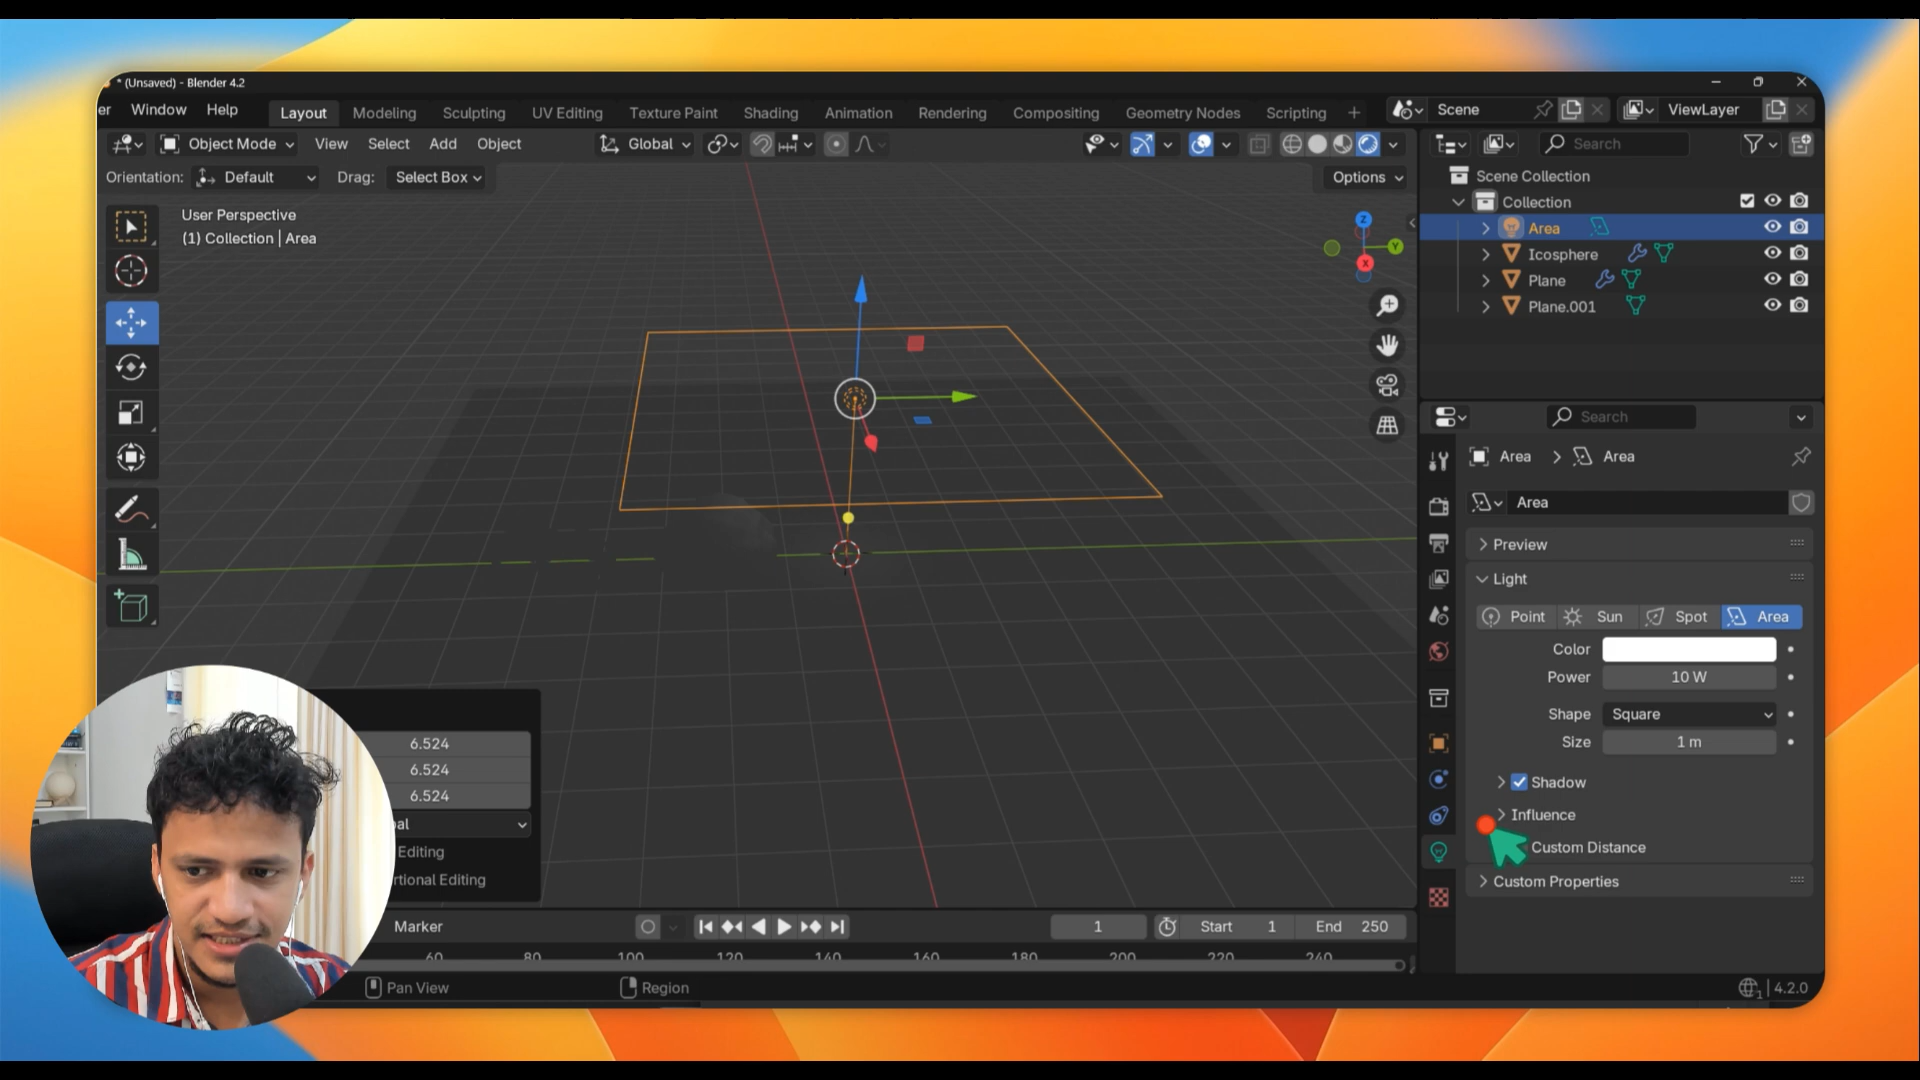 * (Unsaved) - Blender 4.2
er Window Help Layout Modeling Sculpting UV Editing Texture Paint Shading Animation Rendering Compositing Geometry Nodes Scripting + Scene ViewLayer
Object Mode View Select Add Object Global Search
Orientation: Default Drag: Select Box Options
User Perspective
(1) Collection | Area
Z
Y
X
Scene Collection
Collection
Area
Icosphere
Plane
Plane.001
Search
Area > Area
Area
Preview
Light
Point Sun Spot Area
Color
Power 10 W
Shape Square
Size 1 m
Shadow
Influence
Custom Distance
Custom Properties
6.524
6.524
6.524
al
Editing
rtional Editing
Marker 1 Start 1 End 250
60 80 100 120 140 160 180 200 220 240
Pan View Region 1 | 4.2.0